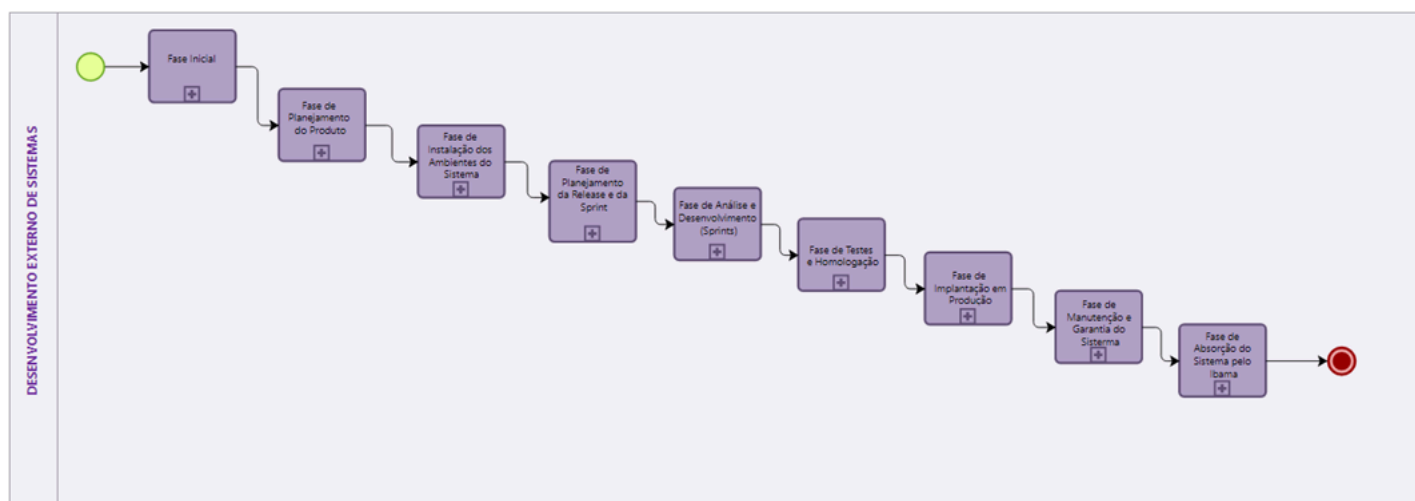 DESENVOLVIMENTO EXTERNO DE SISTEMAS
Fase Inicial
Fase de
Planejamento
do Produto
Fase de
Instalação dos
Ambientes do
Sistema
Fase de
Planejamento
da Release e da
Sprint
Fase de Análise e
Desenvolvimento
(Sprints)
Fase de Testes
e Homologação
Fase de
Implantação em
Produção
Fase de
Manutenção e
Garantia do
Sisterma
Fase de
Absorção do
Sistema pelo
Ibama